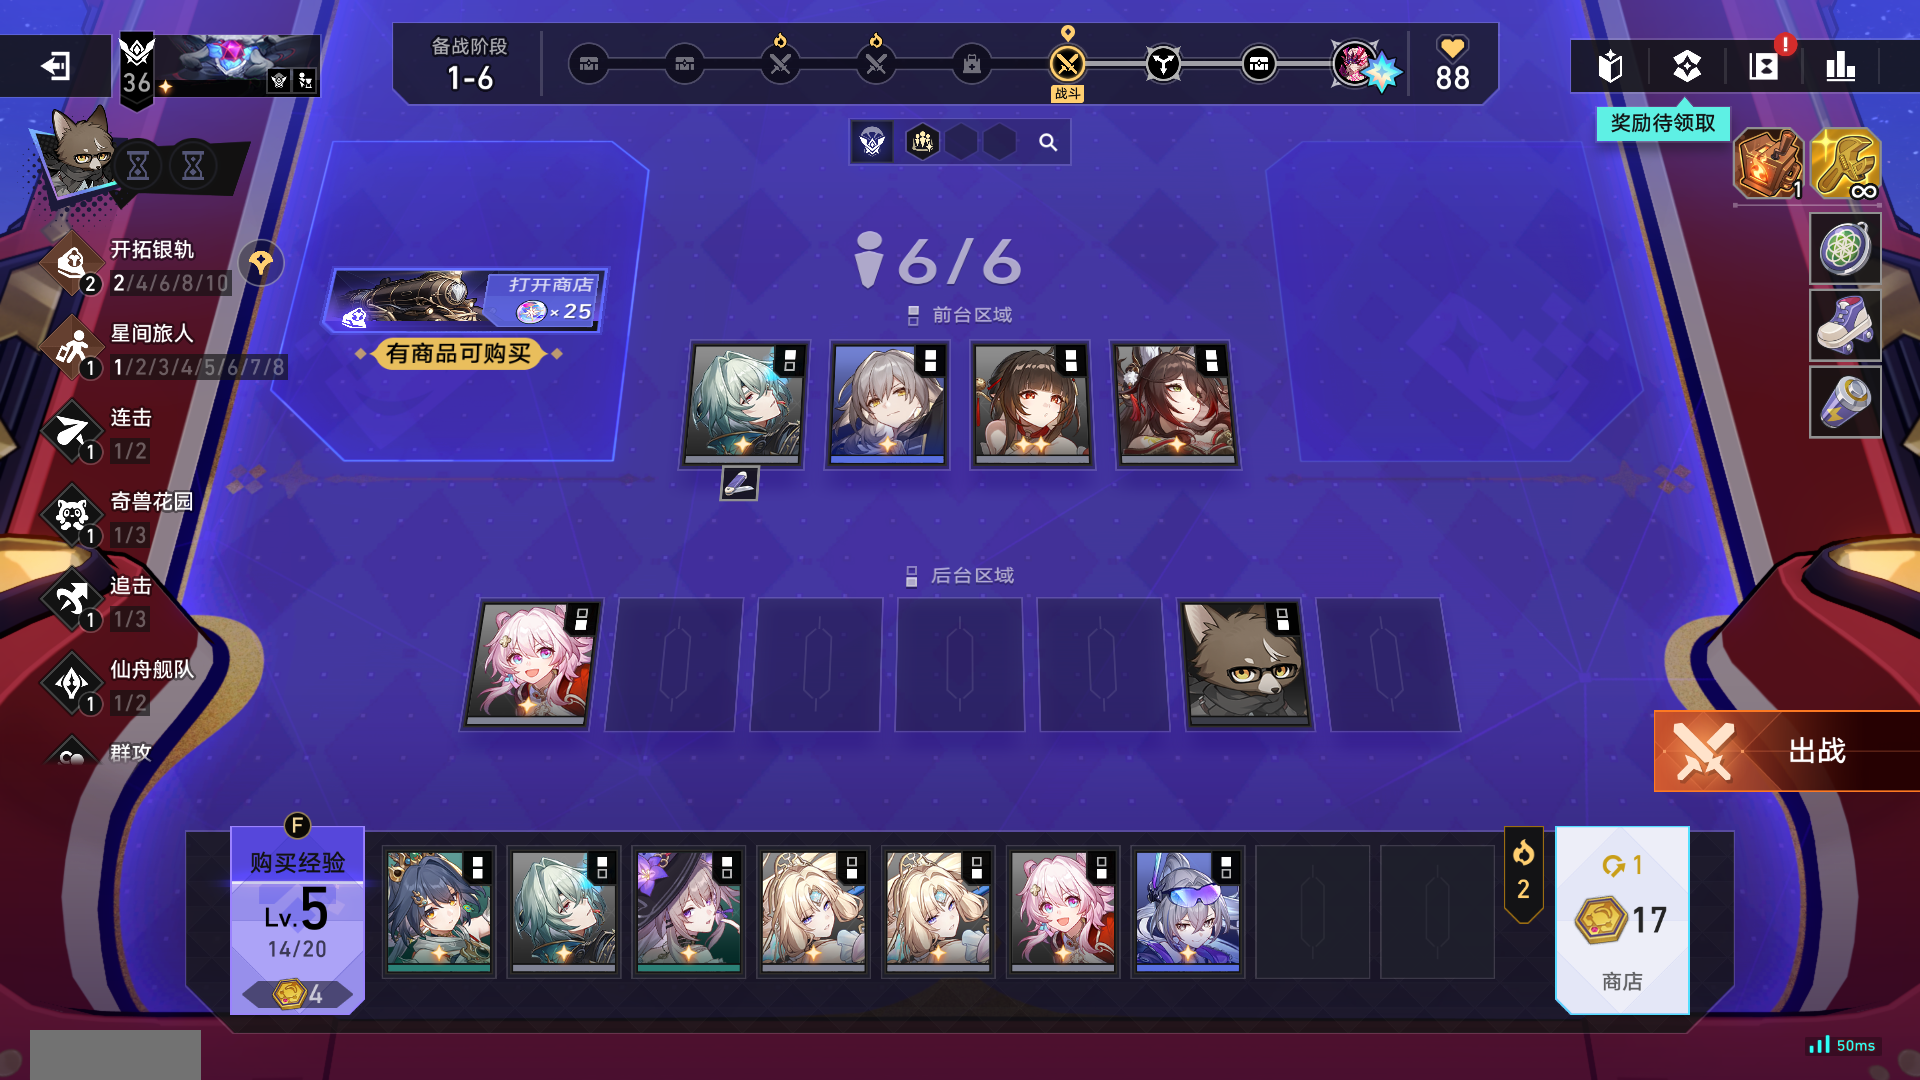 36
备战阶段
1-6
战斗
88
奖励待领取
1
∞
开拓银轨
2
2/4/6/8/10
星间旅人
1
1/2/3/4/5/6/7/8
连击
1
1/2
奇兽花园
1
1/3
追击
1
1/3
仙舟舰队
1
1/2
群攻
打开商店
×25
有商品可购买
6/6
前台区域
后台区域
出战
F
购买经验
Lv.5
14/20
4
2
1
17
商店
50ms